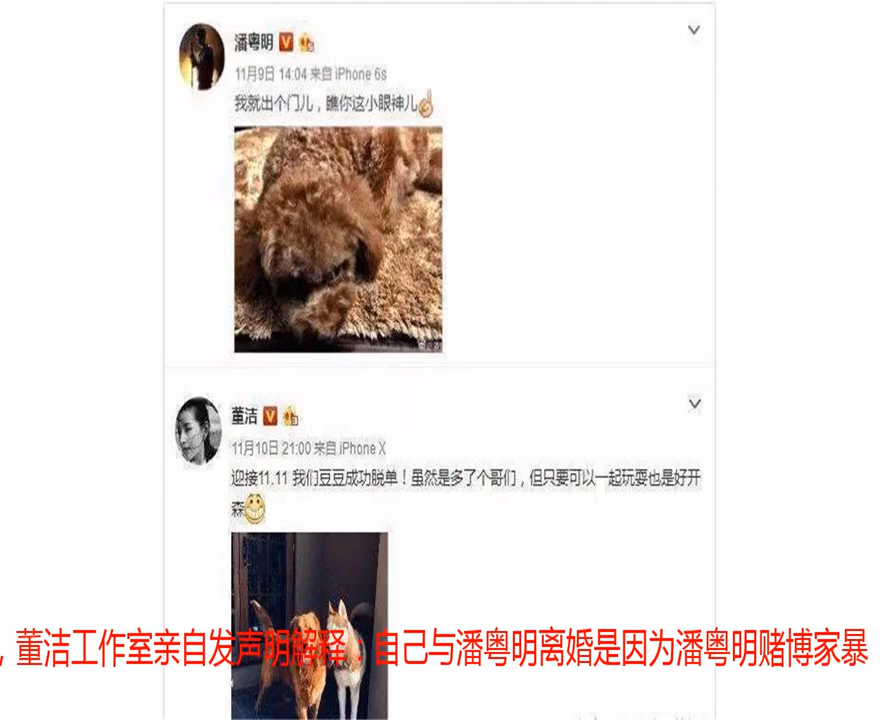 潘粤明
11月9日 14:04 来自 iPhone 6s
我就出个门儿，瞧你这小眼神儿
董洁
11月10日 21:00 来自 iPhone X
迎接11.11 我们豆豆成功脱单！虽然是多了个哥们，但只要可以一起玩耍也是好开
森
，董洁工作室亲自发声明解释：自己与潘粤明离婚是因为潘粤明赌博家暴